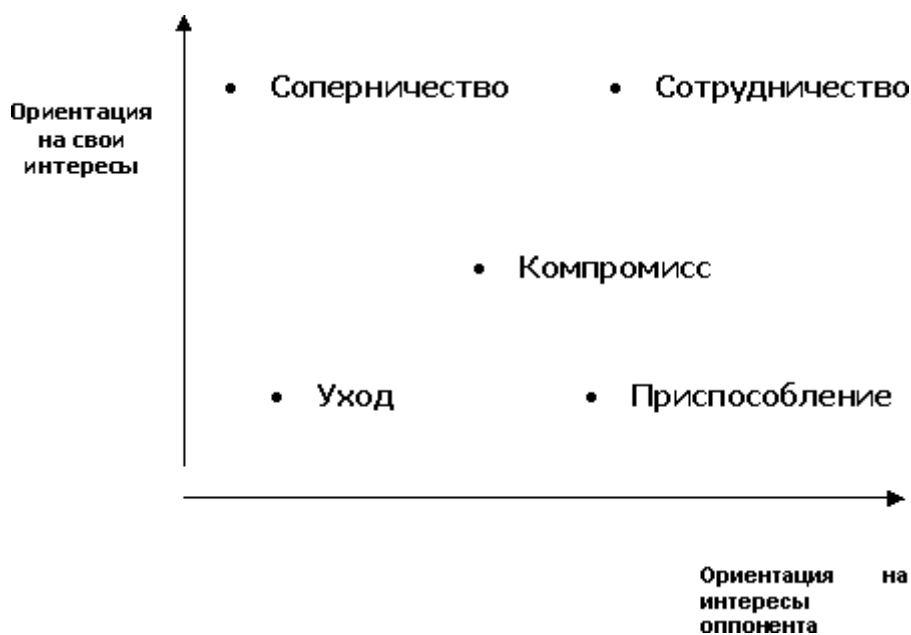 • Соперничество
• Сотрудничество
Ориентация
на свои
интересы
• Компромисс
• Уход
• Приспособление
Ориентация на
интересы
оппонента